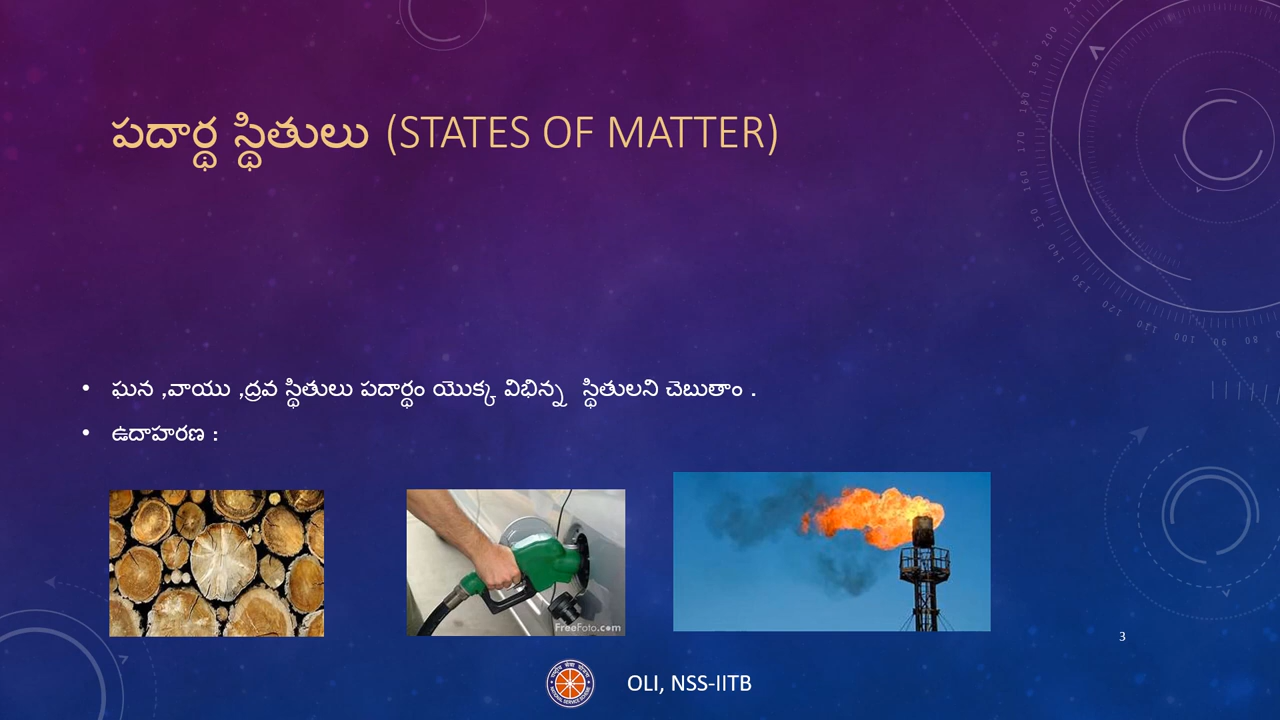 పదార్థ స్థితులు (STATES OF MATTER)
• ఘన ,వాయు ,ద్రవ స్థితులు పదార్థం యొక్క విభిన్న స్థితులని చెబుతాం .
• ఉదాహరణ :
FreeFoto.com
3
OLI, NSS-IITB